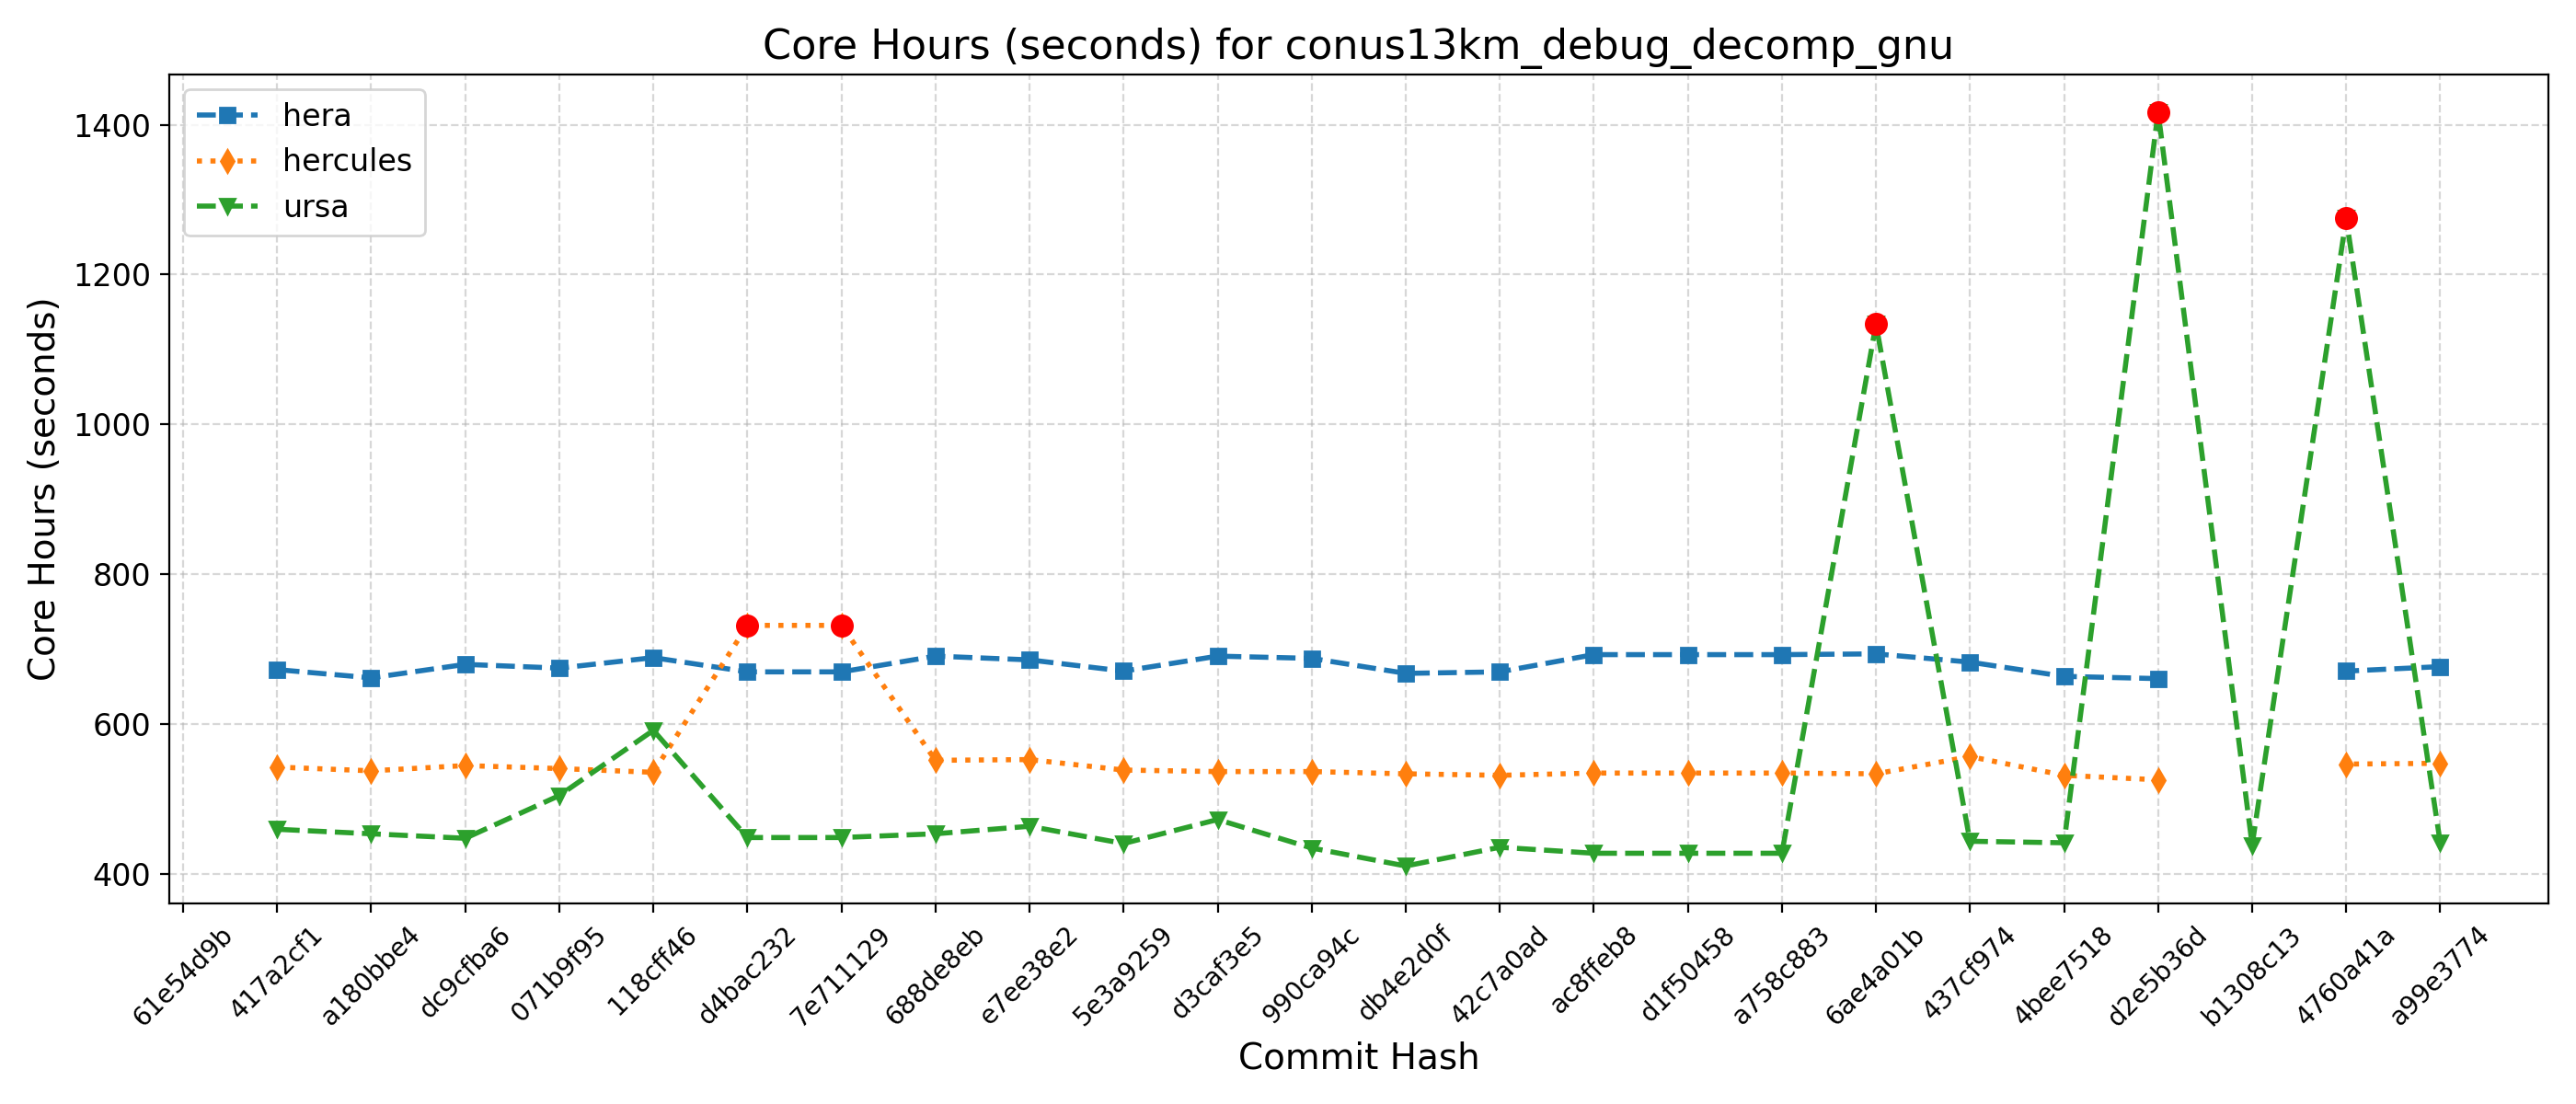 Core Hours (seconds) for conus13km_debug_decomp_gnu
hera
hercules
ursa
1400
1200
1000
800
600
400
Core Hours (seconds)
61e54d9b
417a2cf1
a180bbe4
dc9cfba6
071b9f95
118cff46
d4bac232
7e711129
688de8eb
e7ee38e2
5e3a9259
d3caf3e5
990ca94c
db4e2d0f
42c7a0ad
ac8ffeb8
d1f50458
a758c883
6ae4a01b
437cf974
4bee7518
d2e5b36d
b1308c13
4760a41a
a99e3774
Commit Hash